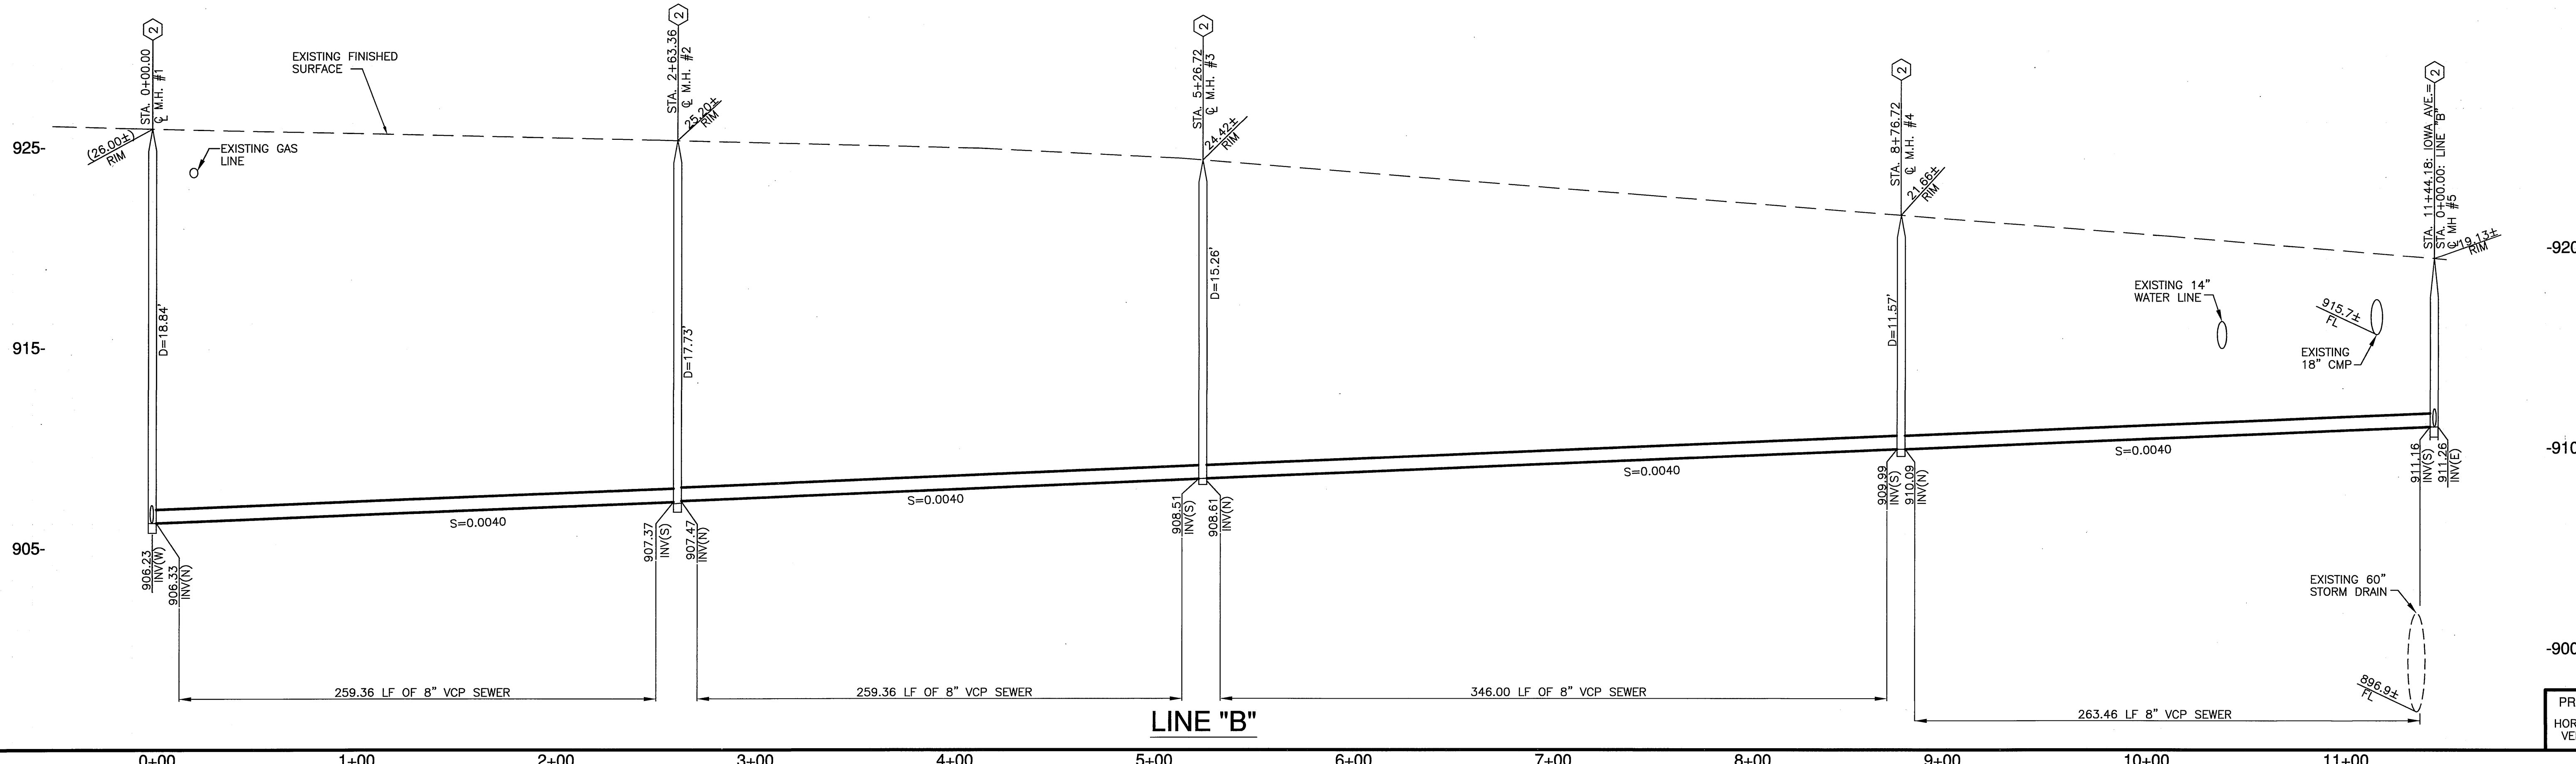 2
STA. 0+00.00
℄ M.H. #1
(26.00±)
RIM
EXISTING FINISHED
SURFACE
EXISTING GAS
LINE
2
STA. 2+63.36
℄ M.H. #2
25.20±
RIM
2
STA. 5+26.72
℄ M.H. #3
24.42±
RIM
2
STA. 8+76.72
℄ M.H. #4
21.66±
RIM
2
STA. 11+44.18: IOWA AVE.=
STA. 0+00.00: LINE "B"
℄ MH #5
19.13±
RIM
925-
-920
915-
-910
905-
-900
D=18.84'
D=17.73'
D=15.26'
D=11.57'
EXISTING 14"
WATER LINE
915.7±
FL
EXISTING
18" CMP
S=0.0040
S=0.0040
S=0.0040
S=0.0040
906.23
INV(W)
906.33
INV(N)
907.37
INV(S)
907.47
INV(N)
908.51
INV(S)
908.61
INV(N)
909.99
INV(S)
910.09
INV(N)
911.16
INV(S)
911.26
INV(E)
EXISTING 60"
STORM DRAIN
896.9±
FL
259.36 LF OF 8" VCP SEWER
259.36 LF OF 8" VCP SEWER
346.00 LF OF 8" VCP SEWER
263.46 LF 8" VCP SEWER
LINE "B"
PR
HOR
VE
0+00 1+00 2+00 3+00 4+00 5+00 6+00 7+00 8+00 9+00 10+00 11+00